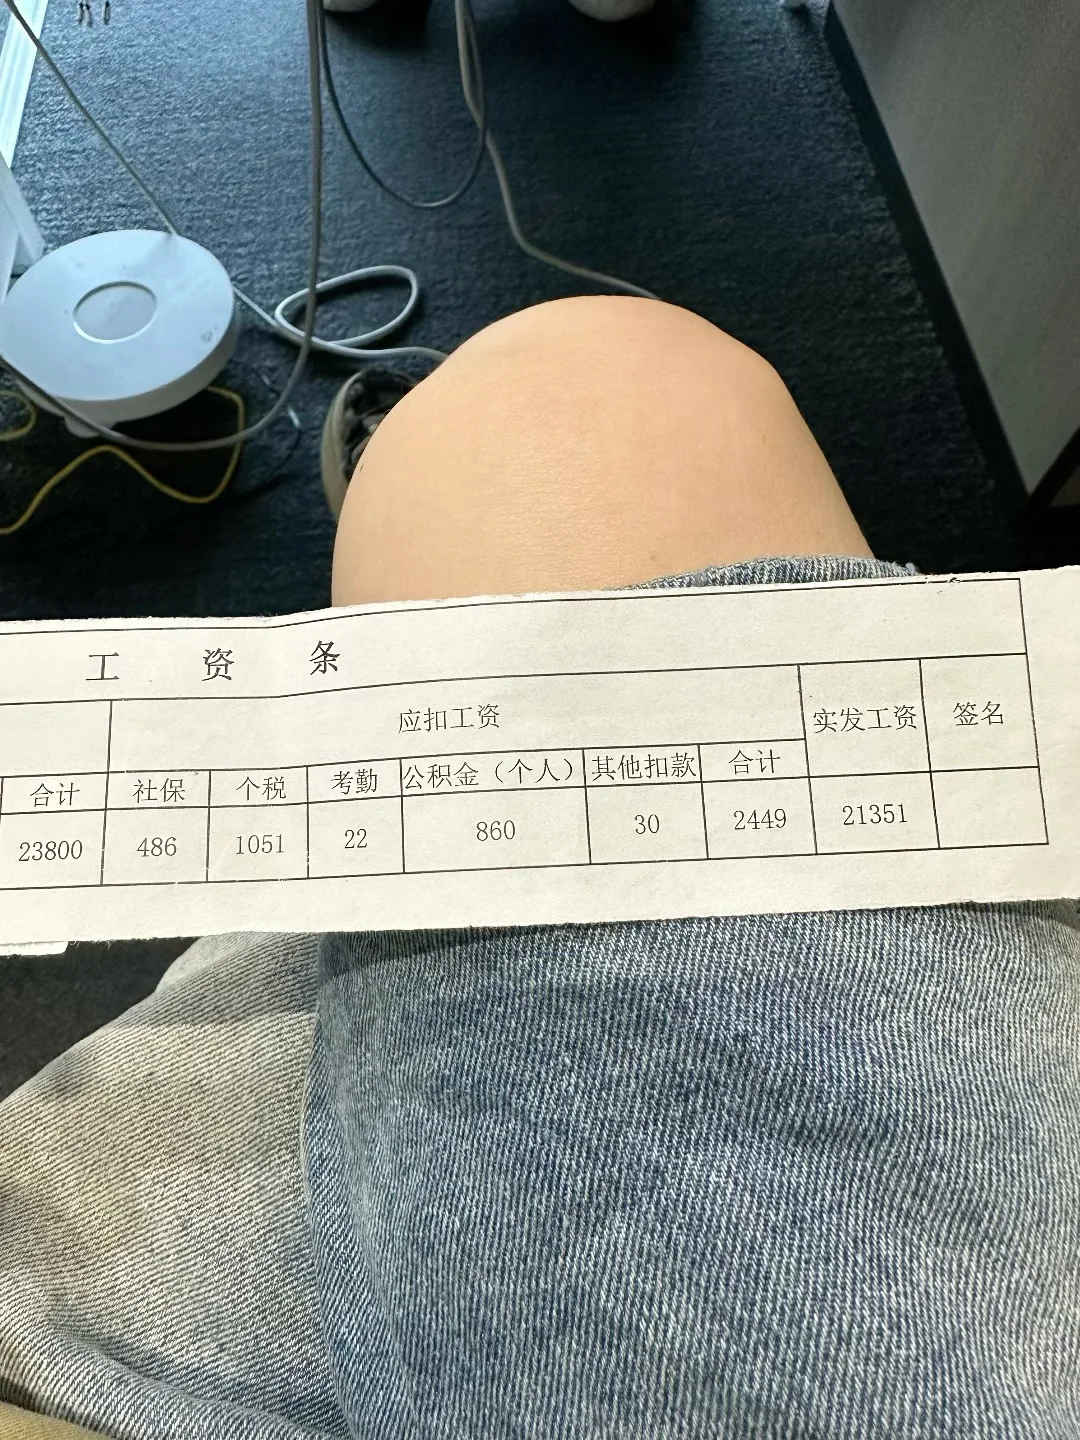 工 资 条
应扣工资 实发工资 签名
合计 社保 个税 考勤 公积金（个人） 其他扣款 合计
23800 486 1051 22 860 30 2449 21351